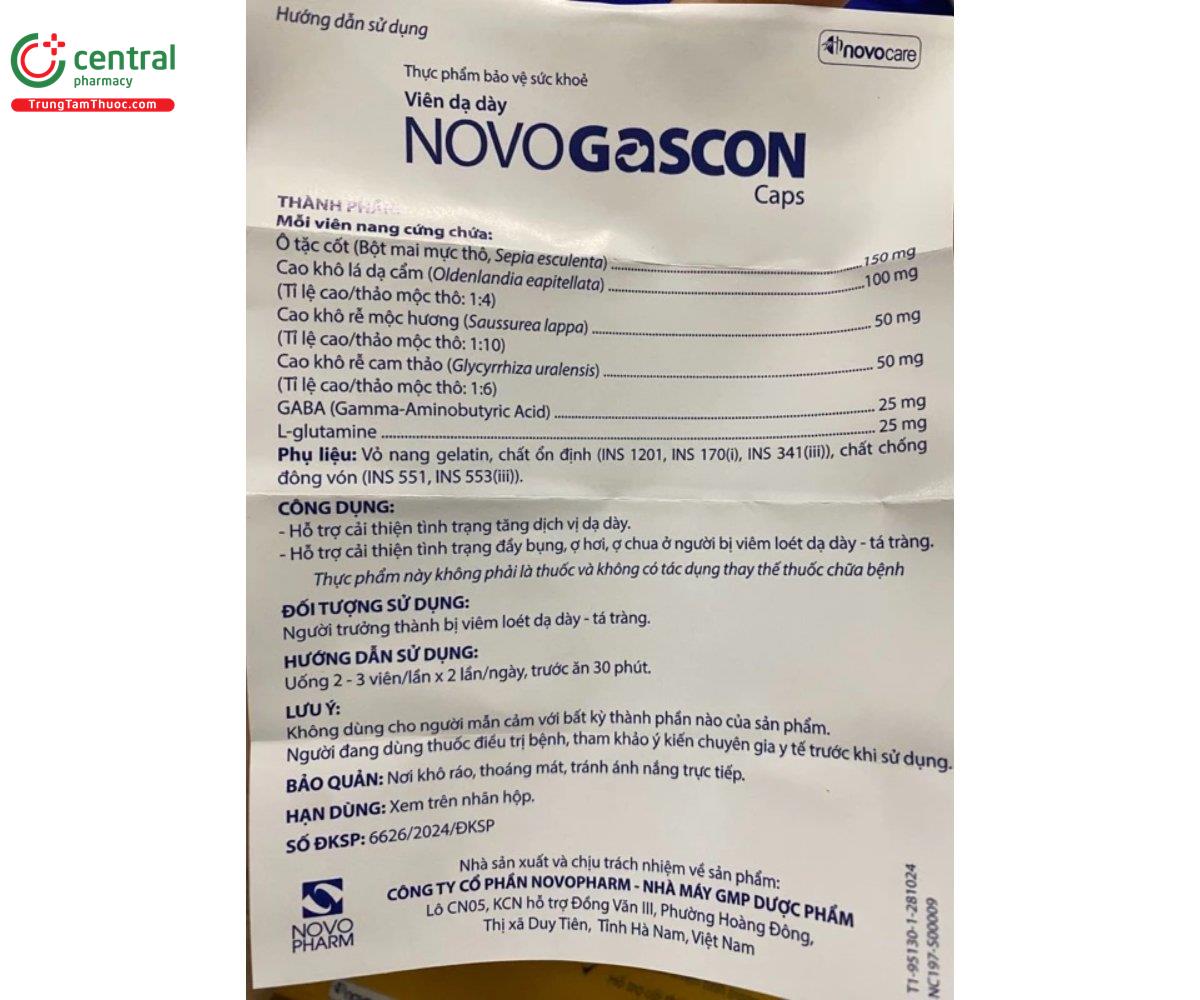 central
pharmacy
TrungTamThuoc.com
Hướng dẫn sử dụng
novocare
Thực phẩm bảo vệ sức khoẻ
Viên dạ dày
NOVOGASCON
Caps
THÀNH PHẦN:
Mỗi viên nang cứng chứa:
Ô tặc cốt (Bột mai mực thô, Sepia esculenta) 150 mg
Cao khô lá dạ cẩm (Oldenlandia eapitellata) 100 mg
(Tỉ lệ cao/thảo mộc thô: 1:4)
Cao khô rễ mộc hương (Saussurea lappa) 50 mg
(Tỉ lệ cao/thảo mộc thô: 1:10)
Cao khô rễ cam thảo (Glycyrrhiza uralensis) 50 mg
(Tỉ lệ cao/thảo mộc thô: 1:6)
GABA (Gamma-Aminobutyric Acid) 25 mg
L-glutamine 25 mg
Phụ liệu: Vỏ nang gelatin, chất ổn định (INS 1201, INS 170(i), INS 341(iii)), chất chống
đông vón (INS 551, INS 553(iii)).
CÔNG DỤNG:
- Hỗ trợ cải thiện tình trạng tăng dịch vị dạ dày.
- Hỗ trợ cải thiện tình trạng đầy bụng, ợ hơi, ợ chua ở người bị viêm loét dạ dày - tá tràng.
Thực phẩm này không phải là thuốc và không có tác dụng thay thế thuốc chữa bệnh
ĐỐI TƯỢNG SỬ DỤNG:
Người trưởng thành bị viêm loét dạ dày - tá tràng.
HƯỚNG DẪN SỬ DỤNG:
Uống 2 - 3 viên/lần x 2 lần/ngày, trước ăn 30 phút.
LƯU Ý:
Không dùng cho người mẫn cảm với bất kỳ thành phần nào của sản phẩm.
Người đang dùng thuốc điều trị bệnh, tham khảo ý kiến chuyên gia y tế trước khi sử dụng.
BẢO QUẢN: Nơi khô ráo, thoáng mát, tránh ánh nắng trực tiếp.
HẠN DÙNG: Xem trên nhãn hộp.
SỐ ĐKSP: 6626/2024/ĐKSP
Nhà sản xuất và chịu trách nhiệm về sản phẩm:
CÔNG TY CỔ PHẦN NOVOPHARM - NHÀ MÁY GMP DƯỢC PHẨM
Lô CN05, KCN hỗ trợ Đồng Văn III, Phường Hoàng Đông,
Thị xã Duy Tiên, Tỉnh Hà Nam, Việt Nam
NOVO
PHARM
T1-95130-1-281024
NC197-S00009